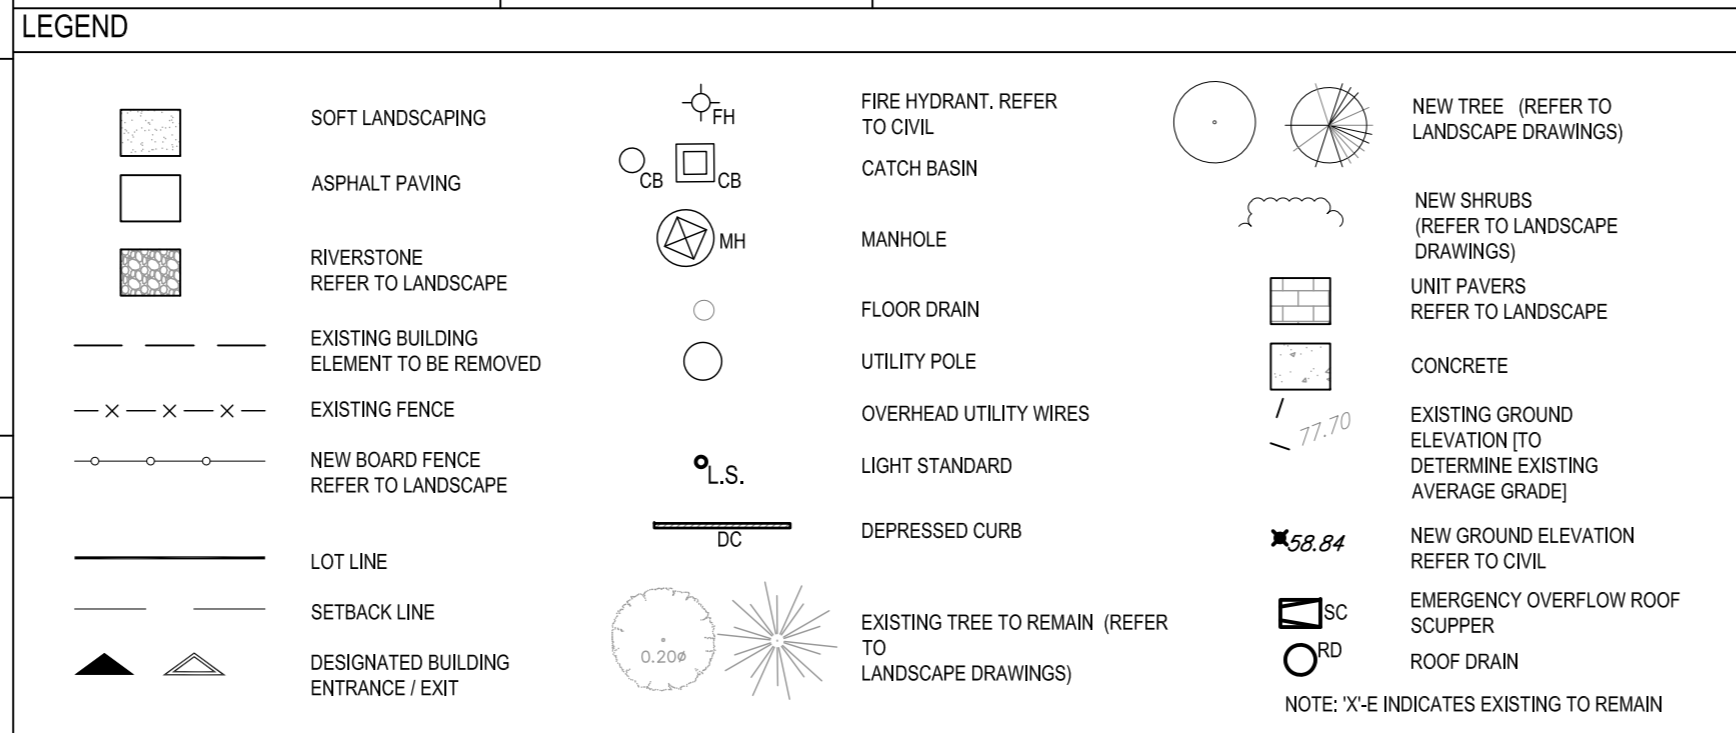 LEGEND
SOFT LANDSCAPING
ASPHALT PAVING
RIVERSTONE
REFER TO LANDSCAPE
EXISTING BUILDING
ELEMENT TO BE REMOVED
EXISTING FENCE
NEW BOARD FENCE
REFER TO LANDSCAPE
LOT LINE
SETBACK LINE
DESIGNATED BUILDING
ENTRANCE / EXIT
FH
FIRE HYDRANT. REFER
TO CIVIL
CB CB
CATCH BASIN
MH
MANHOLE
FLOOR DRAIN
UTILITY POLE
OVERHEAD UTILITY WIRES
L.S.
LIGHT STANDARD
DC
DEPRESSED CURB
0.20ø
EXISTING TREE TO REMAIN (REFER
TO
LANDSCAPE DRAWINGS)
NEW TREE (REFER TO
LANDSCAPE DRAWINGS)
NEW SHRUBS
(REFER TO LANDSCAPE
DRAWINGS)
UNIT PAVERS
REFER TO LANDSCAPE
CONCRETE
77.70
EXISTING GROUND
ELEVATION [TO
DETERMINE EXISTING
AVERAGE GRADE]
58.84
NEW GROUND ELEVATION
REFER TO CIVIL
SC
EMERGENCY OVERFLOW ROOF
SCUPPER
RD
ROOF DRAIN
NOTE: 'X'-E INDICATES EXISTING TO REMAIN